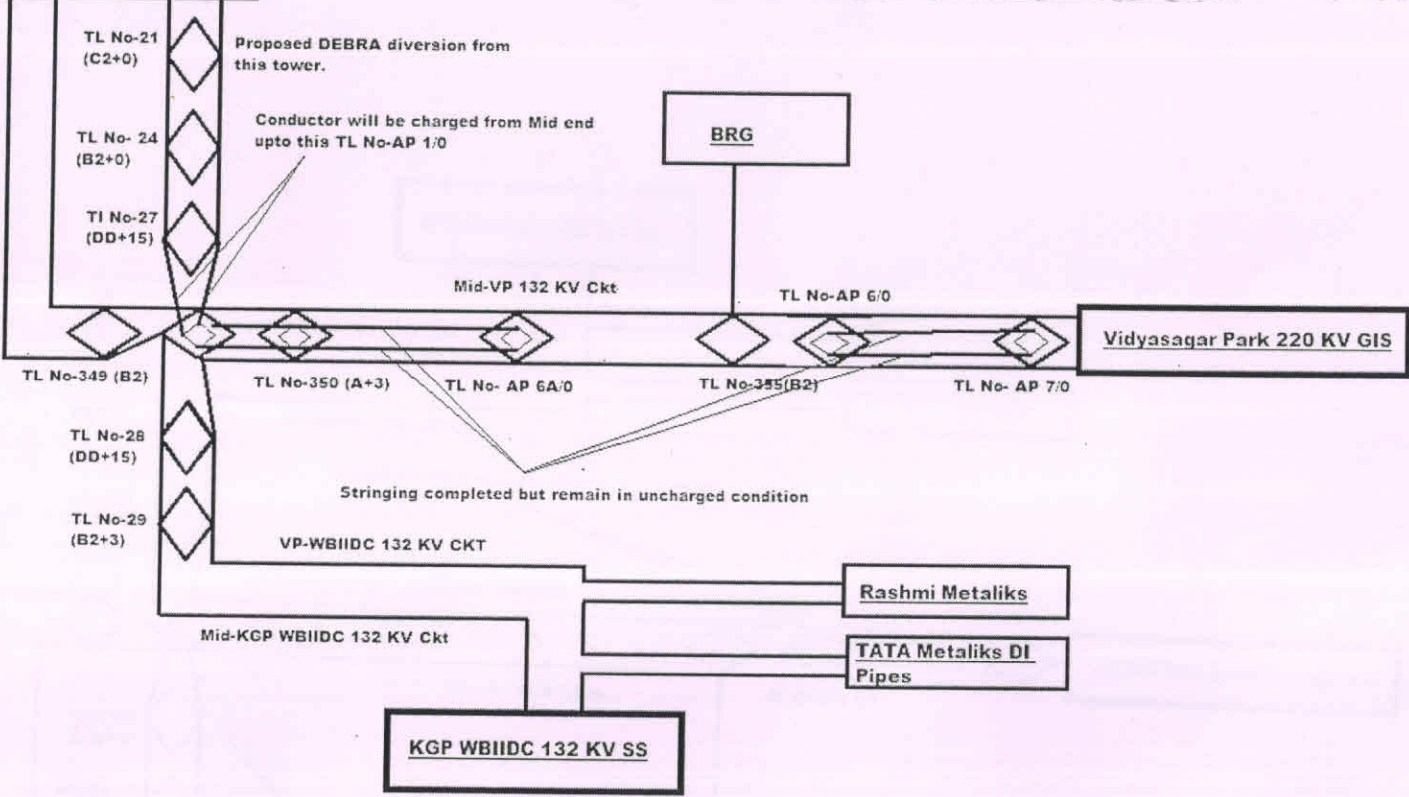 TL No-21
(C2+0)
Proposed DEBRA diversion from
this tower.
TL No- 24
(B2+0)
Conductor will be charged from Mid end
upto this TL No-AP 1/0
BRG
TI No-27
(DD+15)
Mid-VP 132 KV Ckt
TL No-AP 6/0
Vidyasagar Park 220 KV GIS
TL No-349 (B2)
TL No-350 (A+3)
TL No- AP 6A/0
TL No-355(B2)
TL No- AP 7/0
TL No-28
(DD+15)
Stringing completed but remain in uncharged condition
TL No-29
(B2+3)
VP-WBIIDC 132 KV CKT
Rashmi Metaliks
Mid-KGP WBIIDC 132 KV Ckt
TATA Metaliks DI
Pipes
KGP WBIIDC 132 KV SS